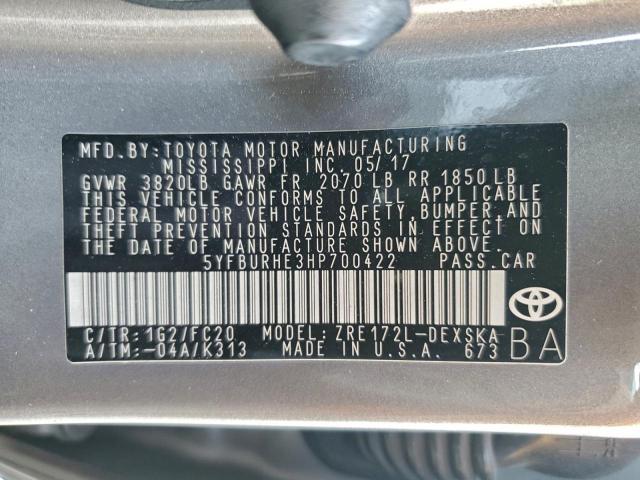 MFD. BY:TOYOTA MOTOR MANUFACTURING
MISSISSIPPI INC. 05/17
GVWR 3820LB GAWR FR 2070 LB RR 1850 LB
THIS VEHICLE CONFORMS TO ALL APPLICABLE
FEDERAL MOTOR VEHICLE SAFETY,BUMPER,AND
THEFT PREVENTION STANDARDS IN EFFECT ON
THE DATE OF MANUFACTURE SHOWN ABOVE.
5YFBURHE3HP700422 PASS.CAR
C/TR:1G2/FC20 MODEL:ZRE172L-DEXSKA
A/TM:-04A/K313 MADE IN U.S.A. 673
BA